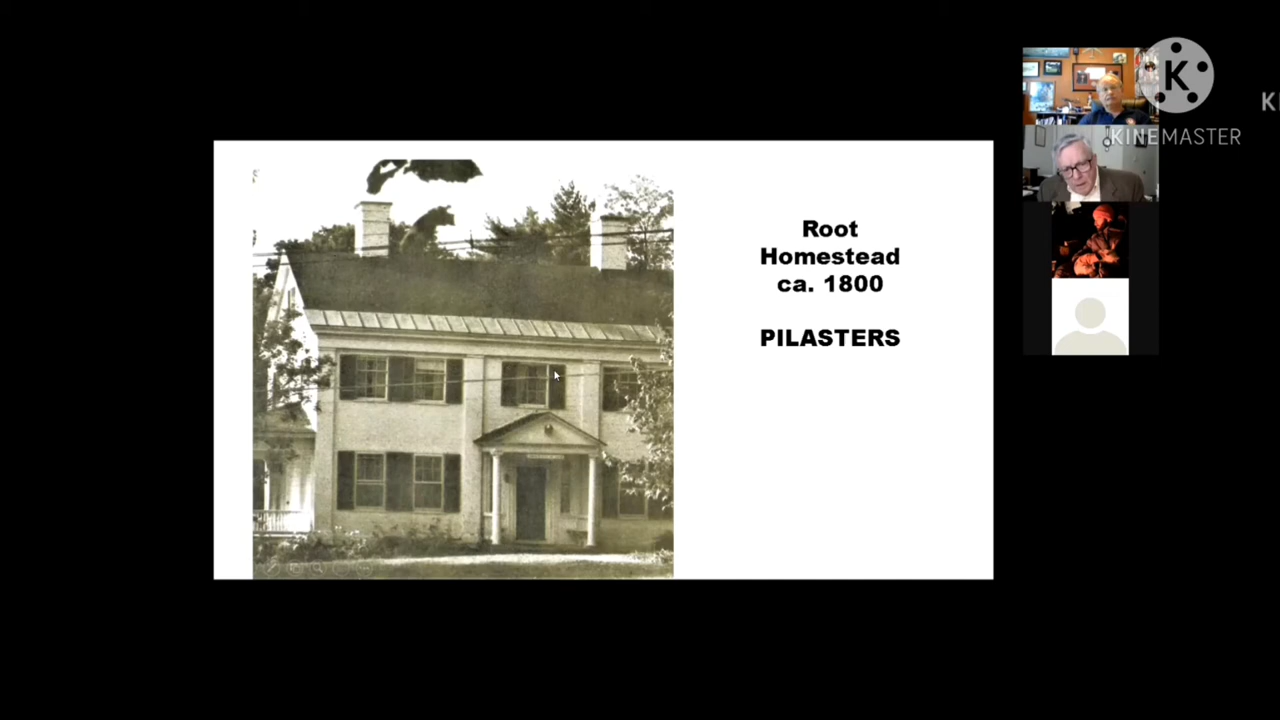 Root
Homestead
ca. 1800
PILASTERS
K
KINEMASTER
K